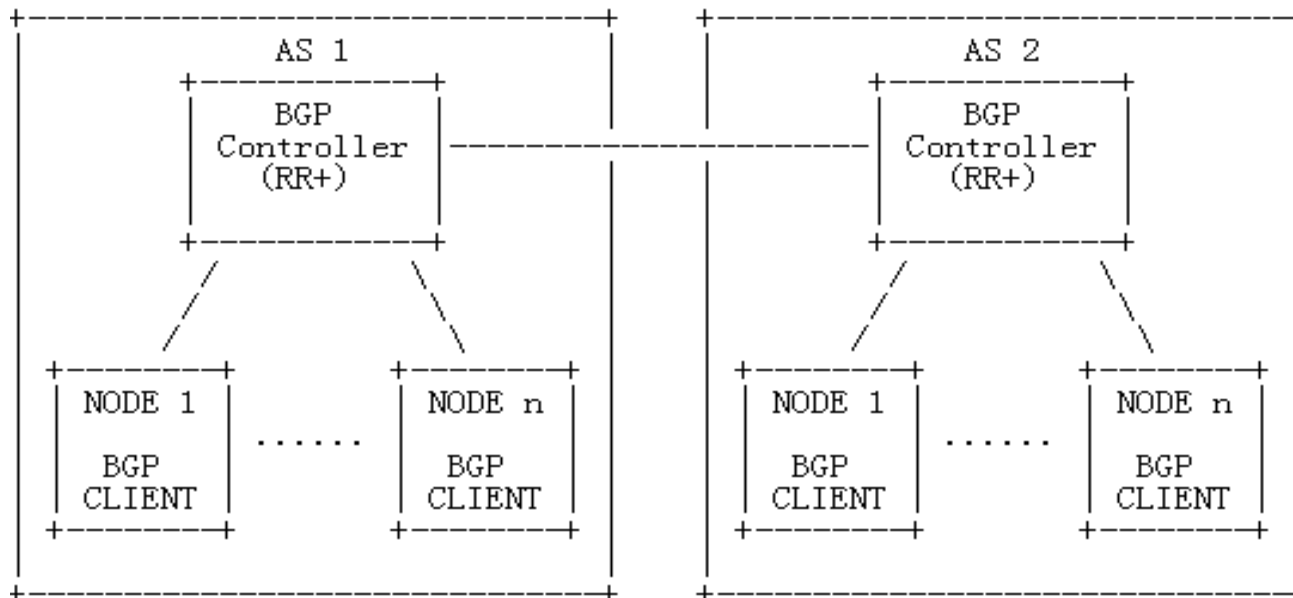 AS 1
AS 2
BGP
Controller
(RR+)
BGP
Controller
(RR+)
NODE 1
BGP
CLIENT
......
NODE n
BGP
CLIENT
NODE 1
BGP
CLIENT
......
NODE n
BGP
CLIENT